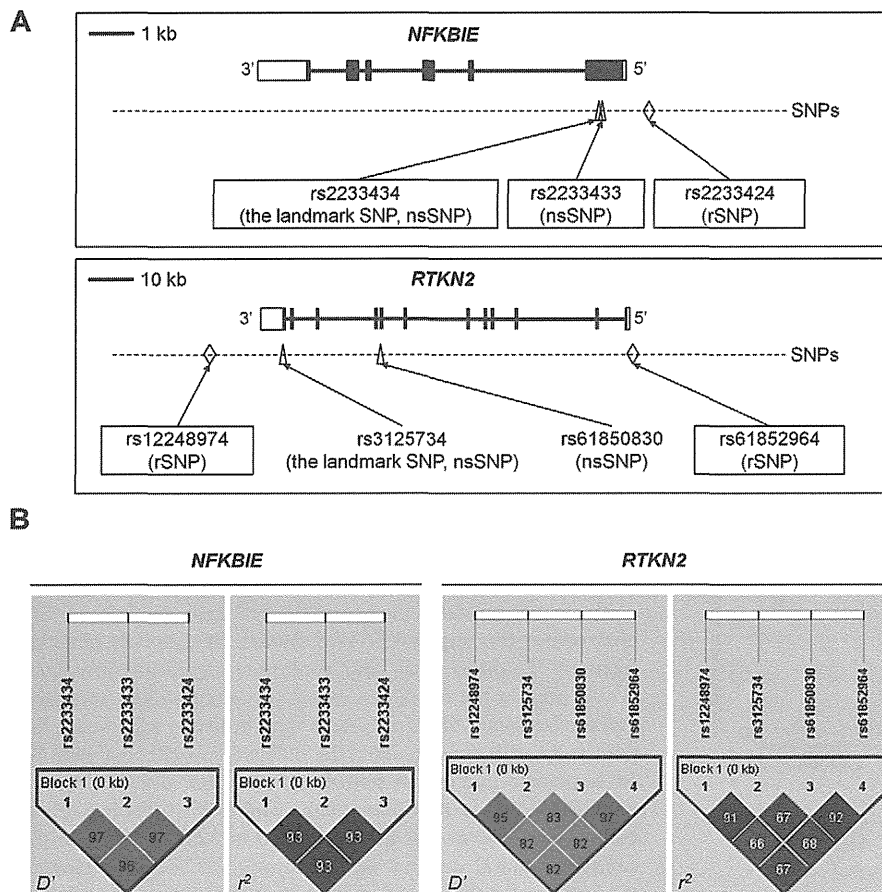 A
1 kb
NFKBIE
3'
5'
SNPs
rs2233434
(the landmark SNP, nsSNP)
rs2233433
(nsSNP)
rs2233424
(rSNP)
10 kb
RTKN2
3'
5'
SNPs
rs12248974
(rSNP)
rs3125734
(the landmark SNP, nsSNP)
rs61850830
(nsSNP)
rs61852964
(rSNP)
B
NFKBIE
RTKN2
rs2233434
rs2233433
rs2233424
rs2233434
rs2233433
rs2233424
rs12248974
rs3125734
rs61850830
rs61852964
rs12248974
rs3125734
rs61850830
rs61852964
Block 1 (0 kb)
1 2 3
97 97
96
D'
Block 1 (0 kb)
1 2 3
93 93
93
r2
Block 1 (0 kb)
1 2 3 4
95 83 97
82 82
82
D'
Block 1 (0 kb)
1 2 3 4
91 67 92
66 68
67
r2